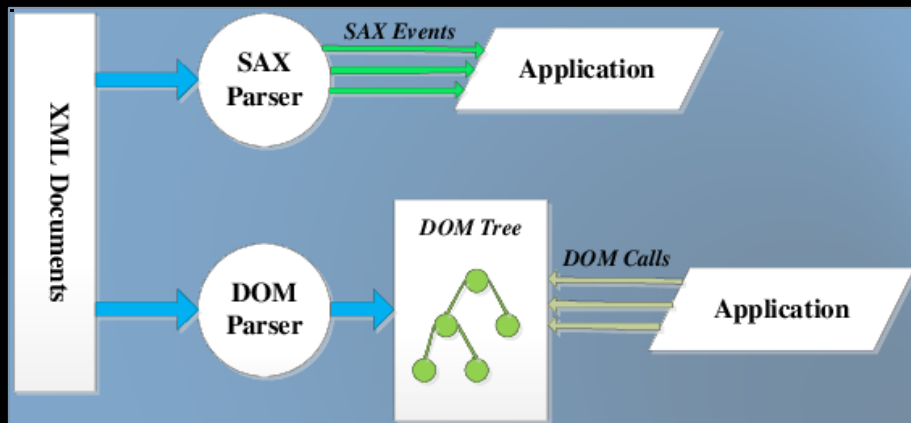 XML Documents
SAX
Parser
SAX Events
Application
DOM
Parser
DOM Tree
DOM Calls
Application